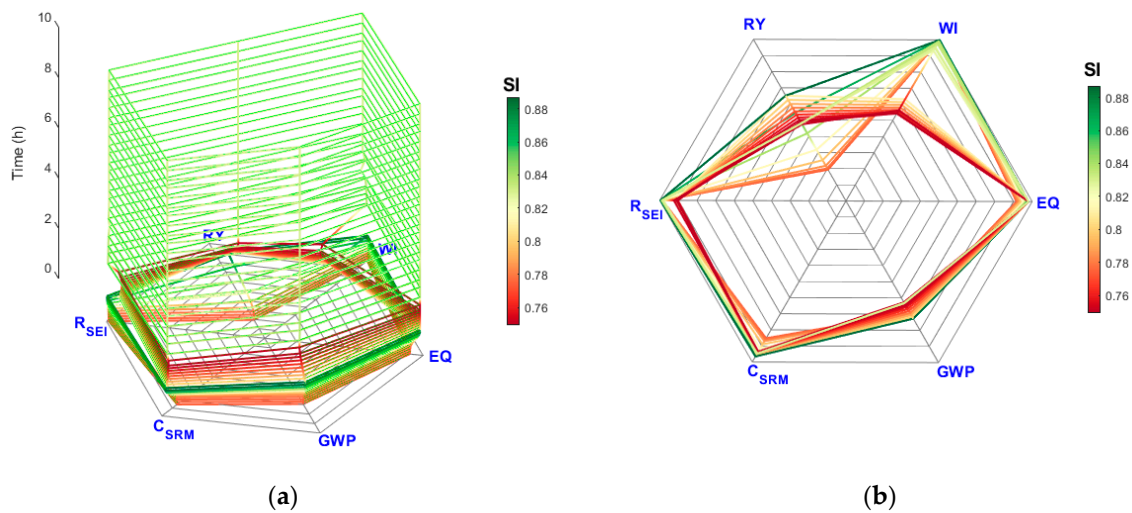 10
8
6
4
2
0
Time (h)
RY
WI
R_SEI
EQ
C_SRM
GWP
SI
0.88
0.86
0.84
0.82
0.8
0.78
0.76
(a)
RY
WI
R_SEI
EQ
C_SRM
GWP
SI
0.88
0.86
0.84
0.82
0.8
0.78
0.76
(b)